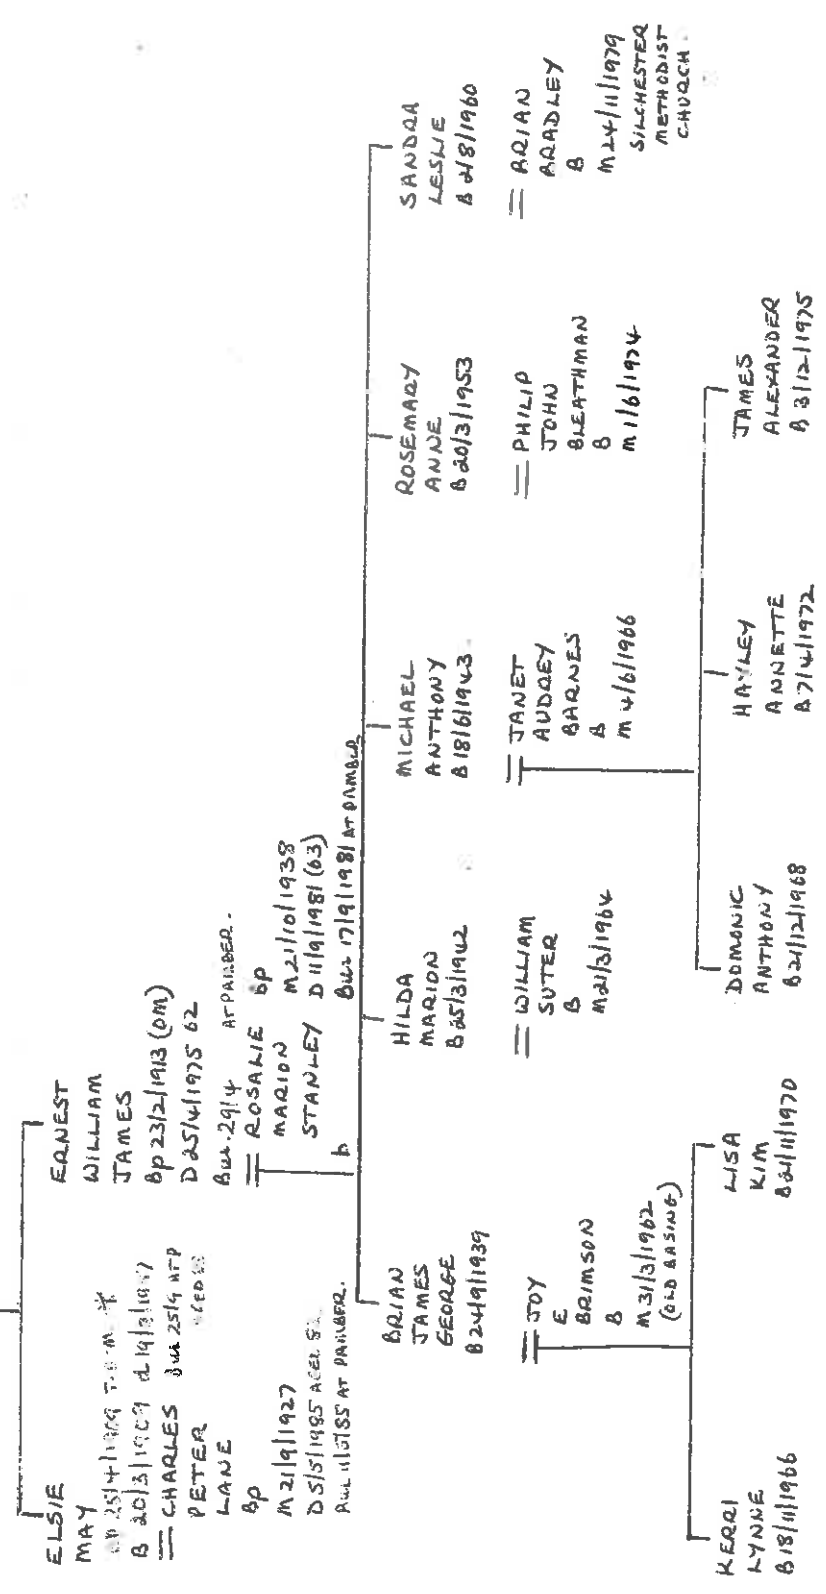 ELSIE
MAY
B 20/3/1909
= CHARLES
PETER
LANE
Bp
M 21/9/1927
D 5/5/1985
AT PAMBER.
ERNEST
WILLIAM
JAMES
Bp 23/2/1913 (OM)
D 25/4/1975 62
Bur. 29/4 AT PAMBER.
= ROSALIE Bp
MARION M 21/10/1938
STANLEY D 11/9/1981 (63)
Bur 17/9/1981 AT PAMBER
BRIAN
JAMES
GEORGE
B 24/9/1939
= JOY
E
BRIMSON
B
M 31/3/1962
(OLD BASING)
HILDA
MARION
B 25/3/1942
= WILLIAM
SUTER
B
M 21/3/1964
MICHAEL
ANTHONY
B 18/6/1943
= JANET
AUDREY
BARNES
B
M 4/6/1966
ROSEMARY
ANNE
B 20/3/1953
= PHILIP
JOHN
BLEATHMAN
B
M 1/6/1974
SANDRA
LESLIE
B 2/8/1960
= BRIAN
BRADLEY
B
M 24/11/1979
SILCHESTER
METHODIST
CHURCH.
KERRI
LYNNE
B 18/11/1966
LISA
KIM
B 21/11/1970
DOMONIC
ANTHONY
B 21/12/1968
HAYLEY
ANNETTE
B 7/4/1972
JAMES
ALEXANDER
B 3/12/1975